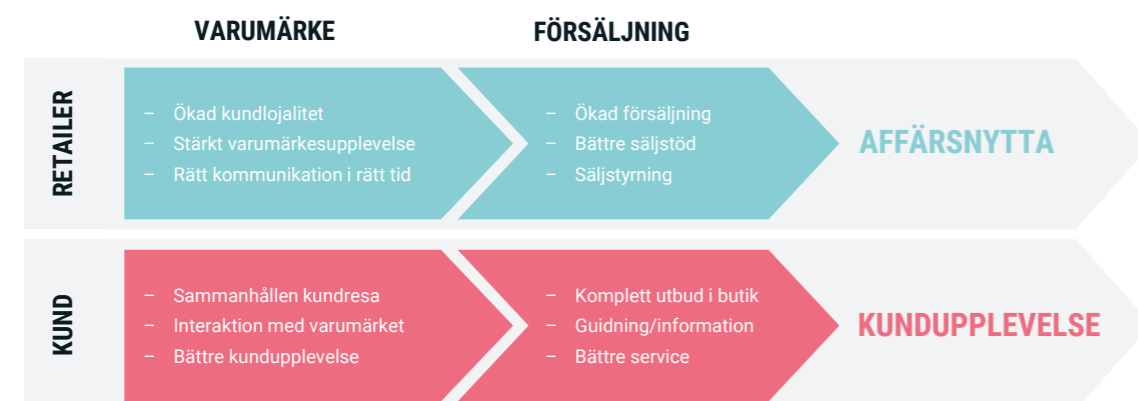 VARUMÄRKE
FÖRSÄLJNING
RETAILER
– Ökad kundlojalitet
– Stärkt varumärkesupplevelse
– Rätt kommunikation i rätt tid
– Ökad försäljning
– Bättre säljstöd
– Säljstyrning
AFFÄRSNYTTA
KUND
– Sammanhållen kundresa
– Interaktion med varumärket
– Bättre kundupplevelse
– Komplett utbud i butik
– Guidning/information
– Bättre service
KUNDUPPLEVELSE